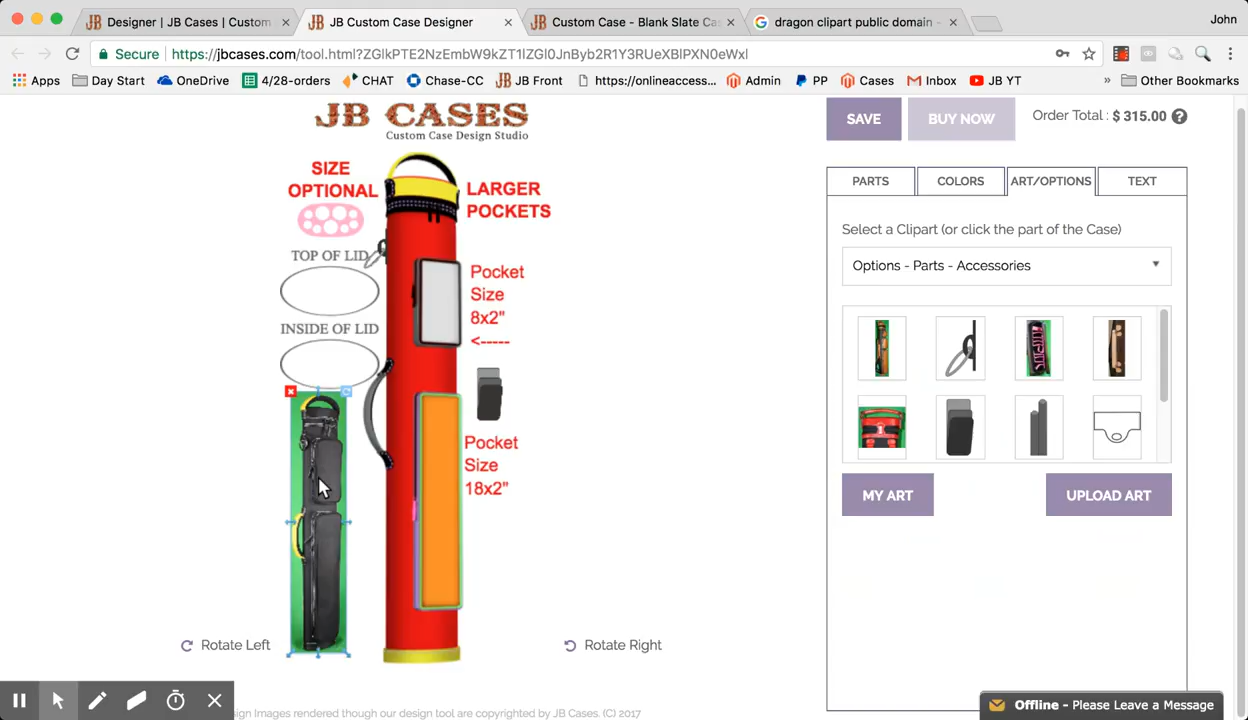 Designer | JB Cases | Custom
JB Custom Case Designer
Custom Case - Blank Slate Cas
dragon clipart public domain -
John
Secure
https://jbcases.com/tool.html?ZGlkPTE2NzEmbW9kZT1lZGl0JnByb2R1Y3RUeXBlPXN0eWxl
Apps
Day Start
OneDrive
4/28-orders
CHAT
Chase-CC
JB Front
https://onlineaccess...
Admin
PP
Cases
Inbox
JB YT
»
Other Bookmarks
JB CASES
Custom Case Design Studio
SAVE
BUY NOW
Order Total : $ 315.00 ?
SIZE
OPTIONAL
LARGER
POCKETS
TOP OF LID
INSIDE OF LID
Pocket
Size
8x2"
<-----
Pocket
Size
18x2"
PARTS
COLORS
ART/OPTIONS
TEXT
Select a Clipart (or click the part of the Case)
Options - Parts - Accessories
MY ART
UPLOAD ART
Rotate Left
Rotate Right
sign Images rendered though our design tool are copyrighted by JB Cases. (C) 2017
Offline - Please Leave a Message